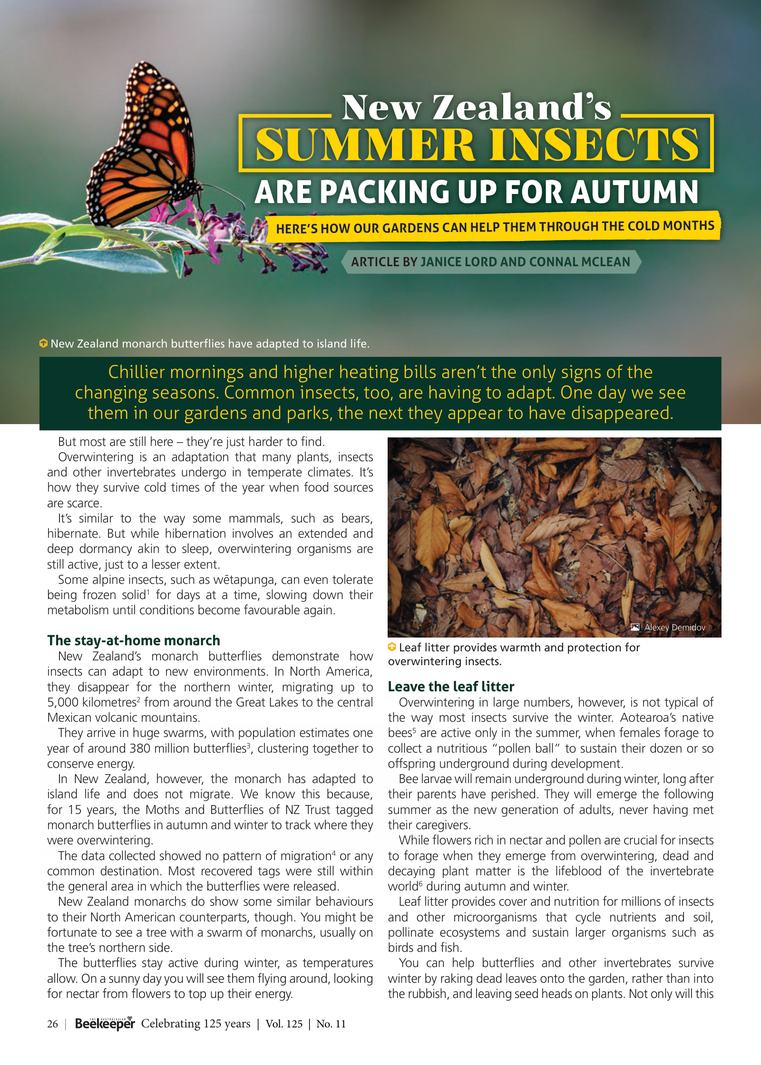 New Zealand's
SUMMER INSECTS
ARE PACKING UP FOR AUTUMN
HERE'S HOW OUR GARDENS CAN HELP THEM THROUGH THE COLD MONTHS
ARTICLE BY JANICE LORD AND CONNAL MCLEAN
New Zealand monarch butterflies have adapted to island life.
Chillier mornings and higher heating bills aren't the only signs of the
changing seasons. Common insects, too, are having to adapt. One day we see
them in our gardens and parks, the next they appear to have disappeared.
But most are still here – they're just harder to find.
Overwintering is an adaptation that many plants, insects
and other invertebrates undergo in temperate climates. It's
how they survive cold times of the year when food sources
are scarce.
It's similar to the way some mammals, such as bears,
hibernate. But while hibernation involves an extended and
deep dormancy akin to sleep, overwintering organisms are
still active, just to a lesser extent.
Some alpine insects, such as wētapunga, can even tolerate
being frozen solid¹ for days at a time, slowing down their
metabolism until conditions become favourable again.
The stay-at-home monarch
New Zealand's monarch butterflies demonstrate how
insects can adapt to new environments. In North America,
they disappear for the northern winter, migrating up to
5,000 kilometres² from around the Great Lakes to the central
Mexican volcanic mountains.
They arrive in huge swarms, with population estimates one
year of around 380 million butterflies³, clustering together to
conserve energy.
In New Zealand, however, the monarch has adapted to
island life and does not migrate. We know this because,
for 15 years, the Moths and Butterflies of NZ Trust tagged
monarch butterflies in autumn and winter to track where they
were overwintering.
The data collected showed no pattern of migration⁴ or any
common destination. Most recovered tags were still within
the general area in which the butterflies were released.
New Zealand monarchs do show some similar behaviours
to their North American counterparts, though. You might be
fortunate to see a tree with a swarm of monarchs, usually on
the tree's northern side.
The butterflies stay active during winter, as temperatures
allow. On a sunny day you will see them flying around, looking
for nectar from flowers to top up their energy.
Alexey Demidov
Leaf litter provides warmth and protection for
overwintering insects.
Leave the leaf litter
Overwintering in large numbers, however, is not typical of
the way most insects survive the winter. Aotearoa's native
bees⁵ are active only in the summer, when females forage to
collect a nutritious “pollen ball” to sustain their dozen or so
offspring underground during development.
Bee larvae will remain underground during winter, long after
their parents have perished. They will emerge the following
summer as the new generation of adults, never having met
their caregivers.
While flowers rich in nectar and pollen are crucial for insects
to forage when they emerge from overwintering, dead and
decaying plant matter is the lifeblood of the invertebrate
world⁶ during autumn and winter.
Leaf litter provides cover and nutrition for millions of insects
and other microorganisms that cycle nutrients and soil,
pollinate ecosystems and sustain larger organisms such as
birds and fish.
You can help butterflies and other invertebrates survive
winter by raking dead leaves onto the garden, rather than into
the rubbish, and leaving seed heads on plants. Not only will this
26 | Beekeeper Celebrating 125 years | Vol. 125 | No. 11